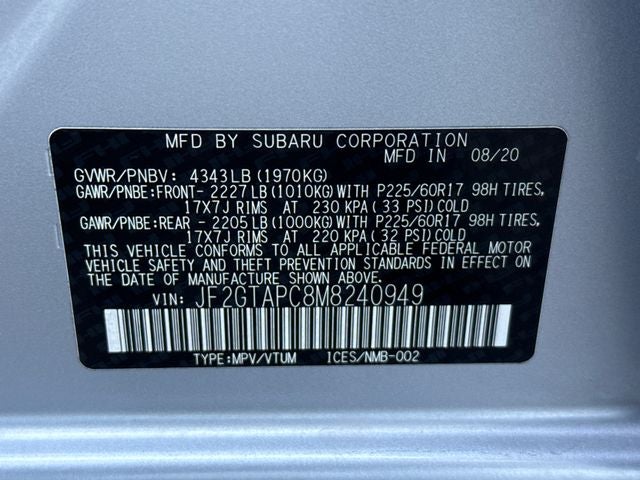 MFD BY SUBARU CORPORATION
MFD IN 08/20
GVWR/PNBV: 4343LB(1970KG)
GAWR/PNBE:FRONT- 2227LB(1010KG)WITH P225/60R17 98H TIRES,
17X7J RIMS AT 230 KPA(33 PSI)COLD
GAWR/PNBE:REAR - 2205LB(1000KG)WITH P225/60R17 98H TIRES,
17X7J RIMS AT 220 KPA(32 PSI)COLD
THIS VEHICLE CONFORMS TO ALL APPLICABLE FEDERAL MOTOR
VEHICLE SAFETY AND THEFT PREVENTION STANDARDS IN EFFECT
ON THE DATE OF MANUFACTURE SHOWN ABOVE.
VIN: JF2GTAPC8M8240949
TYPE:MPV/VTUM ICES/NMB-002